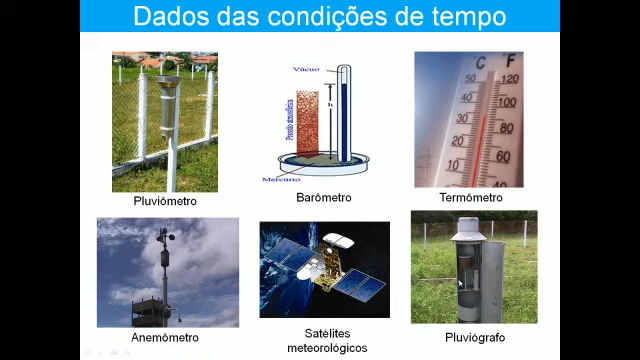 Dados das condições de tempo
Vácuo
h
Pressão atmosférica
Mercúrio
C F
50 120
40 100
30 80
20 60
10 40
Pluviômetro
Barômetro
Termômetro
Anemômetro
Satélites
meteorológicos
Pluviógrafo